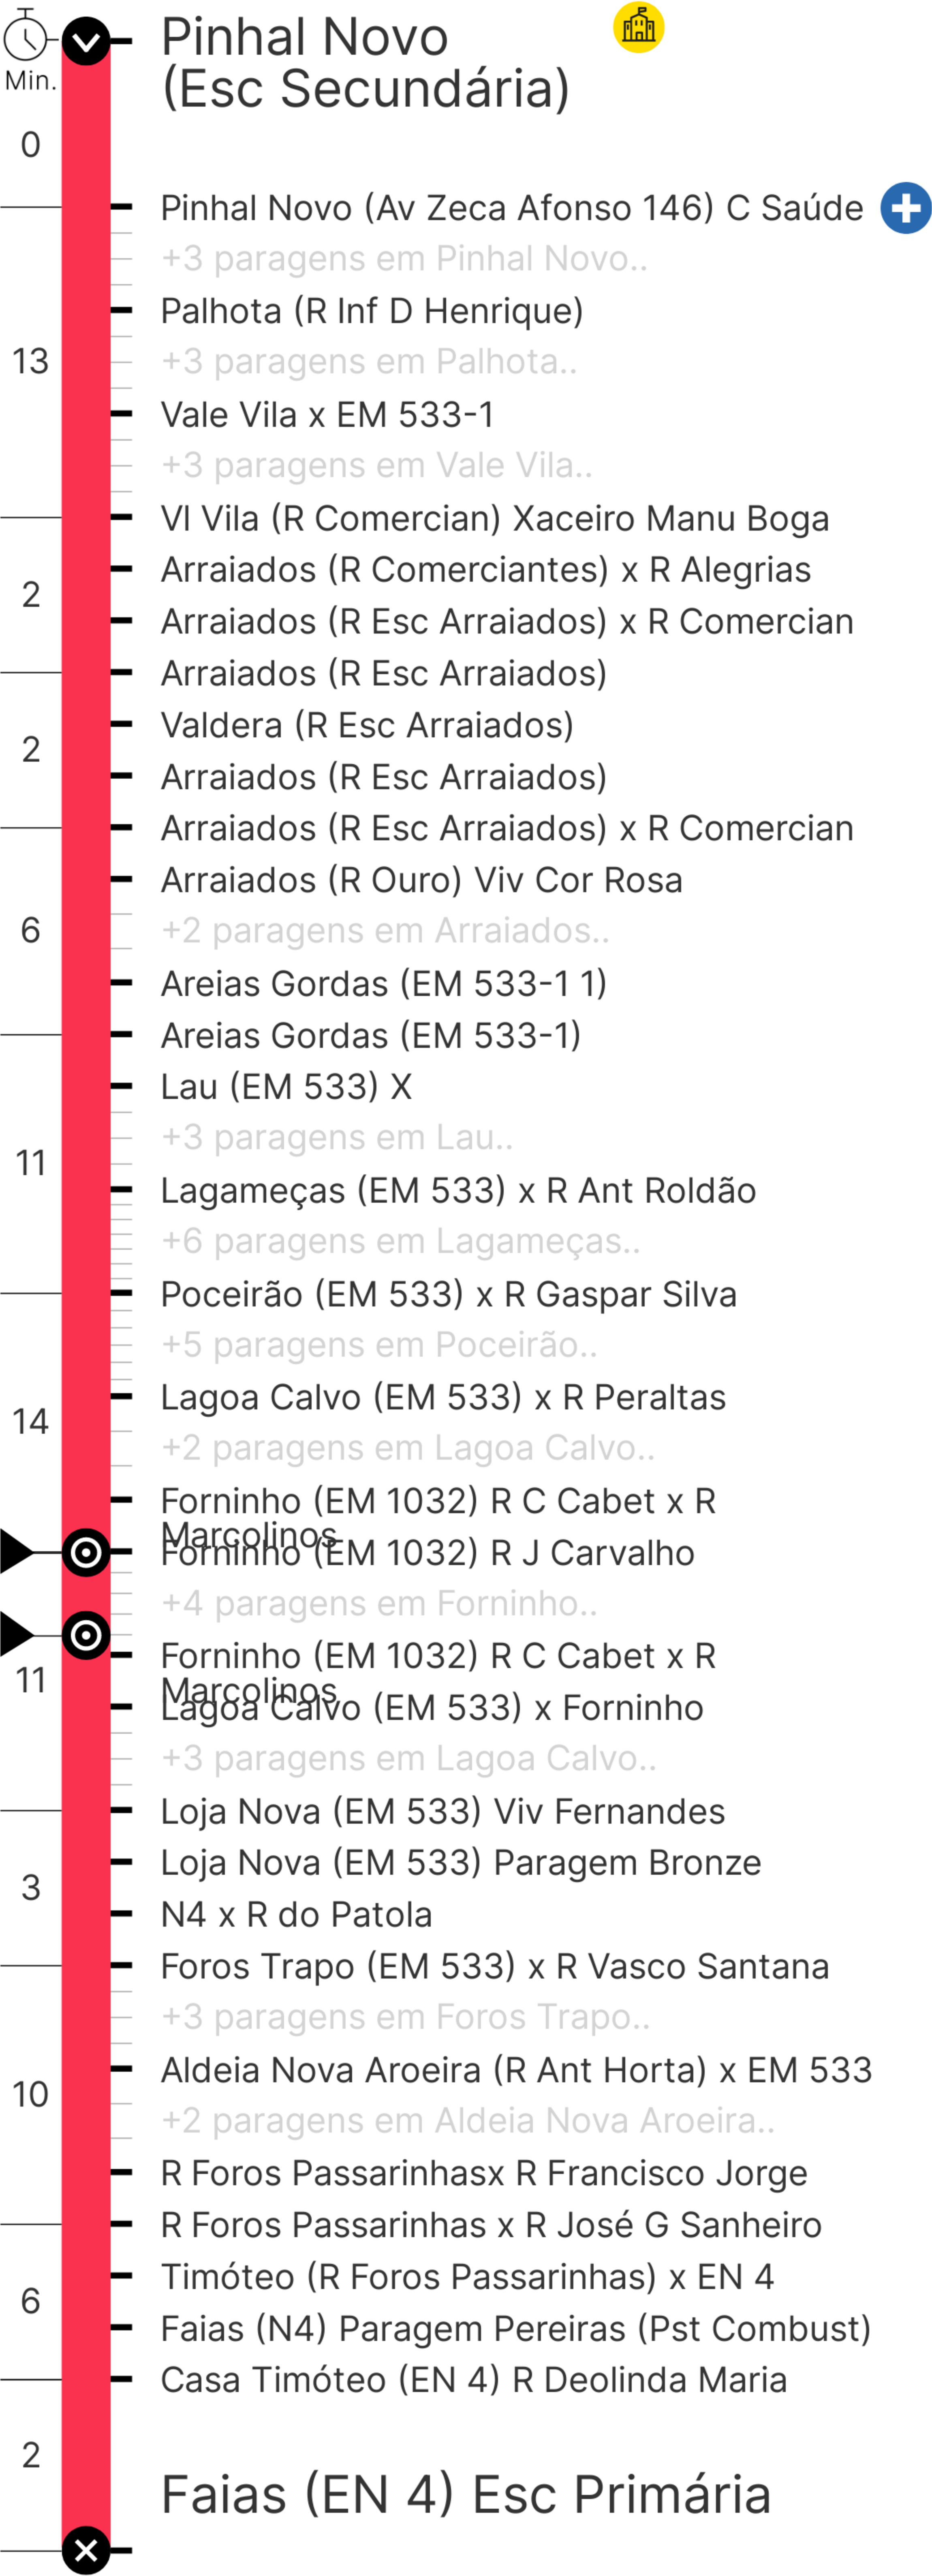 Pinhal Novo
(Esc Secundária)
Min.
0
Pinhal Novo (Av Zeca Afonso 146) C Saúde
+3 paragens em Pinhal Novo..
Palhota (R Inf D Henrique)
13
+3 paragens em Palhota..
Vale Vila x EM 533-1
+3 paragens em Vale Vila..
Vl Vila (R Comercian) Xaceiro Manu Boga
Arraiados (R Comerciantes) x R Alegrias
2
Arraiados (R Esc Arraiados) x R Comercian
Arraiados (R Esc Arraiados)
Valdera (R Esc Arraiados)
2
Arraiados (R Esc Arraiados)
Arraiados (R Esc Arraiados) x R Comercian
Arraiados (R Ouro) Viv Cor Rosa
6
+2 paragens em Arraiados..
Areias Gordas (EM 533-1 1)
Areias Gordas (EM 533-1)
Lau (EM 533) X
+3 paragens em Lau..
11
Lagameças (EM 533) x R Ant Roldão
+6 paragens em Lagameças..
Poceirão (EM 533) x R Gaspar Silva
+5 paragens em Poceirão..
Lagoa Calvo (EM 533) x R Peraltas
14
+2 paragens em Lagoa Calvo..
Forninho (EM 1032) R C Cabet x R
Marcolinos
Forninho (EM 1032) R J Carvalho
+4 paragens em Forninho..
Forninho (EM 1032) R C Cabet x R
11
Marcolinos
Lagoa Calvo (EM 533) x Forninho
+3 paragens em Lagoa Calvo..
Loja Nova (EM 533) Viv Fernandes
Loja Nova (EM 533) Paragem Bronze
3
N4 x R do Patola
Foros Trapo (EM 533) x R Vasco Santana
+3 paragens em Foros Trapo..
Aldeia Nova Aroeira (R Ant Horta) x EM 533
10
+2 paragens em Aldeia Nova Aroeira..
R Foros Passarinhasx R Francisco Jorge
R Foros Passarinhas x R José G Sanheiro
Timóteo (R Foros Passarinhas) x EN 4
6
Faias (N4) Paragem Pereiras (Pst Combust)
Casa Timóteo (EN 4) R Deolinda Maria
2
Faias (EN 4) Esc Primária